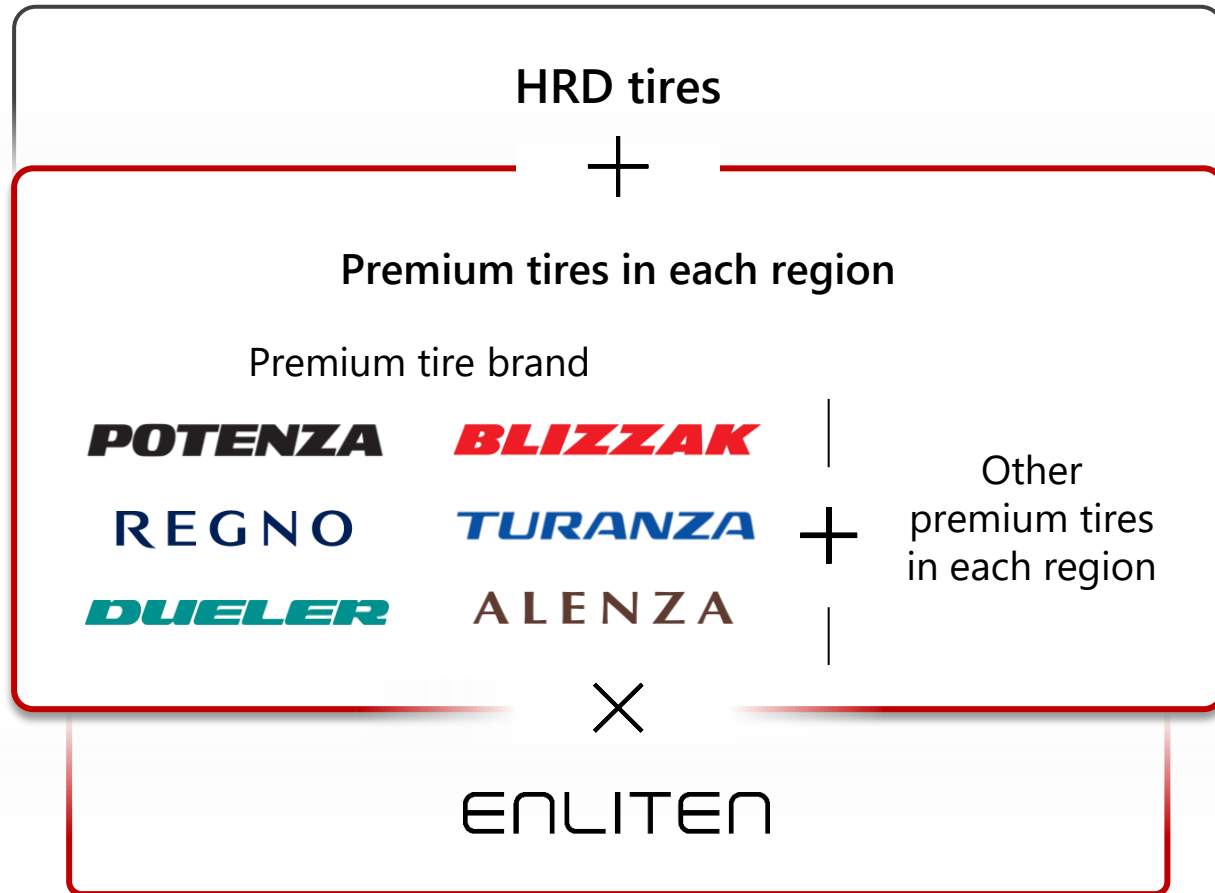 HRD tires
+
Premium tires in each region
Premium tire brand
POTENZA
BLIZZAK
REGNO
TURANZA
DUELER
ALENZA
+
Other
premium tires
in each region
×
ENLITEN